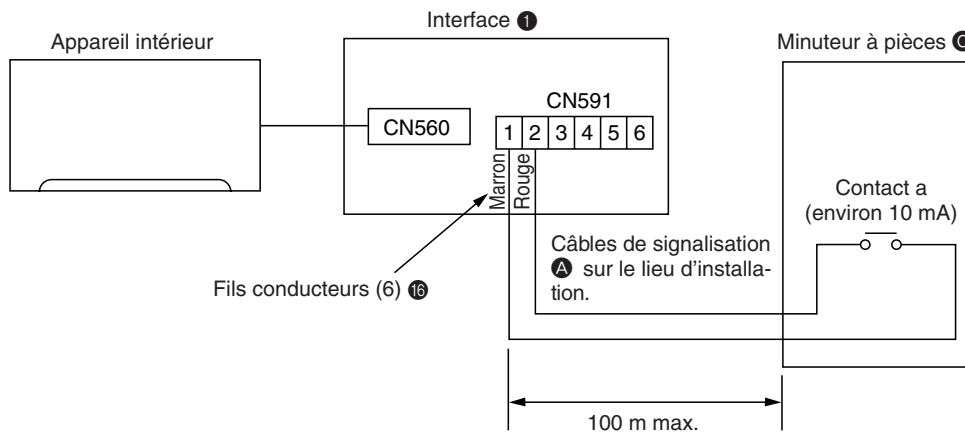 Interface ❶
Appareil intérieur
Minuteur à pièces 🅒
CN591
CN560
1 2 3 4 5 6
Marron
Rouge
Contact a
(environ 10 mA)
Câbles de signalisation
🅐 sur le lieu d'installa-
tion.
Fils conducteurs (6) ⓰
100 m max.